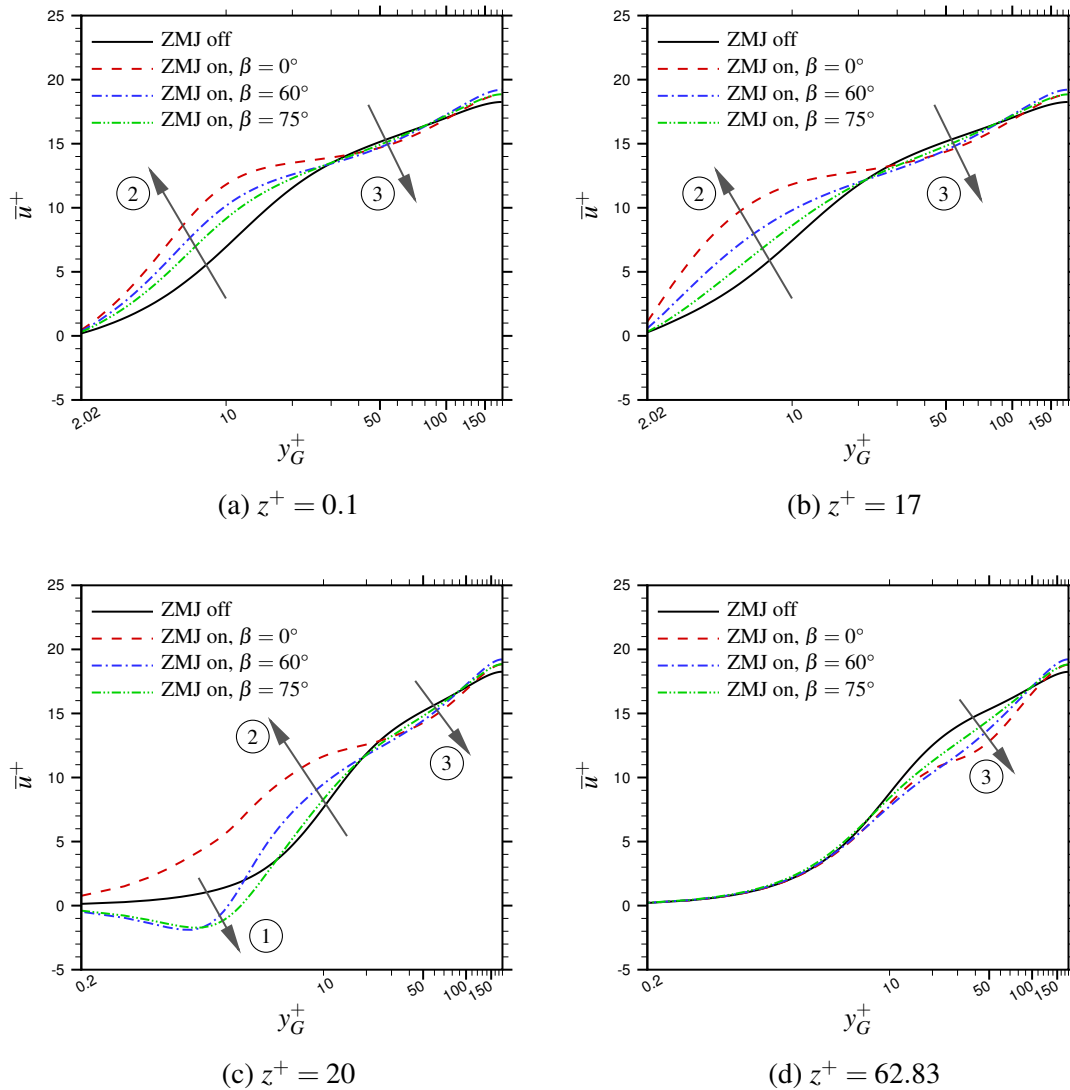 25
20
15
10
5
0
-5
u̅⁺
ZMJ off
ZMJ on, β = 0°
ZMJ on, β = 60°
ZMJ on, β = 75°
2
3
2.02
10
50
100
150
y_G^+
(a) z⁺ = 0.1
25
20
15
10
5
0
-5
u̅⁺
ZMJ off
ZMJ on, β = 0°
ZMJ on, β = 60°
ZMJ on, β = 75°
2
3
2.02
10
50
100
150
y_G^+
(b) z⁺ = 17
25
20
15
10
5
0
-5
u̅⁺
ZMJ off
ZMJ on, β = 0°
ZMJ on, β = 60°
ZMJ on, β = 75°
2
3
1
0.2
10
50
100
150
y_G^+
(c) z⁺ = 20
25
20
15
10
5
0
-5
u̅⁺
ZMJ off
ZMJ on, β = 0°
ZMJ on, β = 60°
ZMJ on, β = 75°
3
0.2
10
50
100
150
y_G^+
(d) z⁺ = 62.83